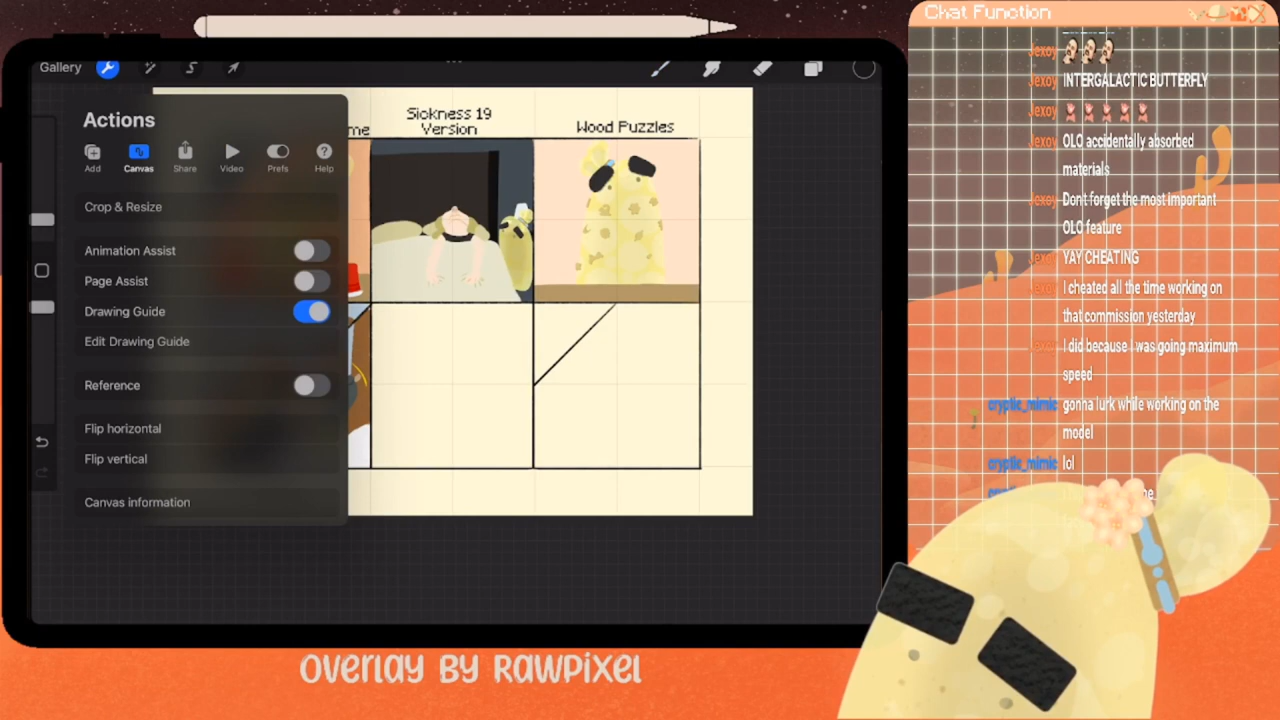 Chat Function
Gallery
Actions
Add
Canvas
Share
Video
Prefs
Help
Crop & Resize
Animation Assist
Page Assist
Drawing Guide
Edit Drawing Guide
Reference
Flip horizontal
Flip vertical
Canvas information
me
Sickness 19
Version
Wood Puzzles
Jexoy
Jexoy INTERGALACTIC BUTTERFLY
Jexoy
Jexoy OLO accidentally absorbed
materials
Jexoy Dont forget the most important
OLO feature
Jexoy YAY CHEATING
Jexoy I cheated all the time working on
that commission yesterday
Jexoy I did because I was going maximum
speed
cryptic_mimic gonna lurk while working on the
model
cryptic_mimic lol
OVERLAY BY RAWPIXEL